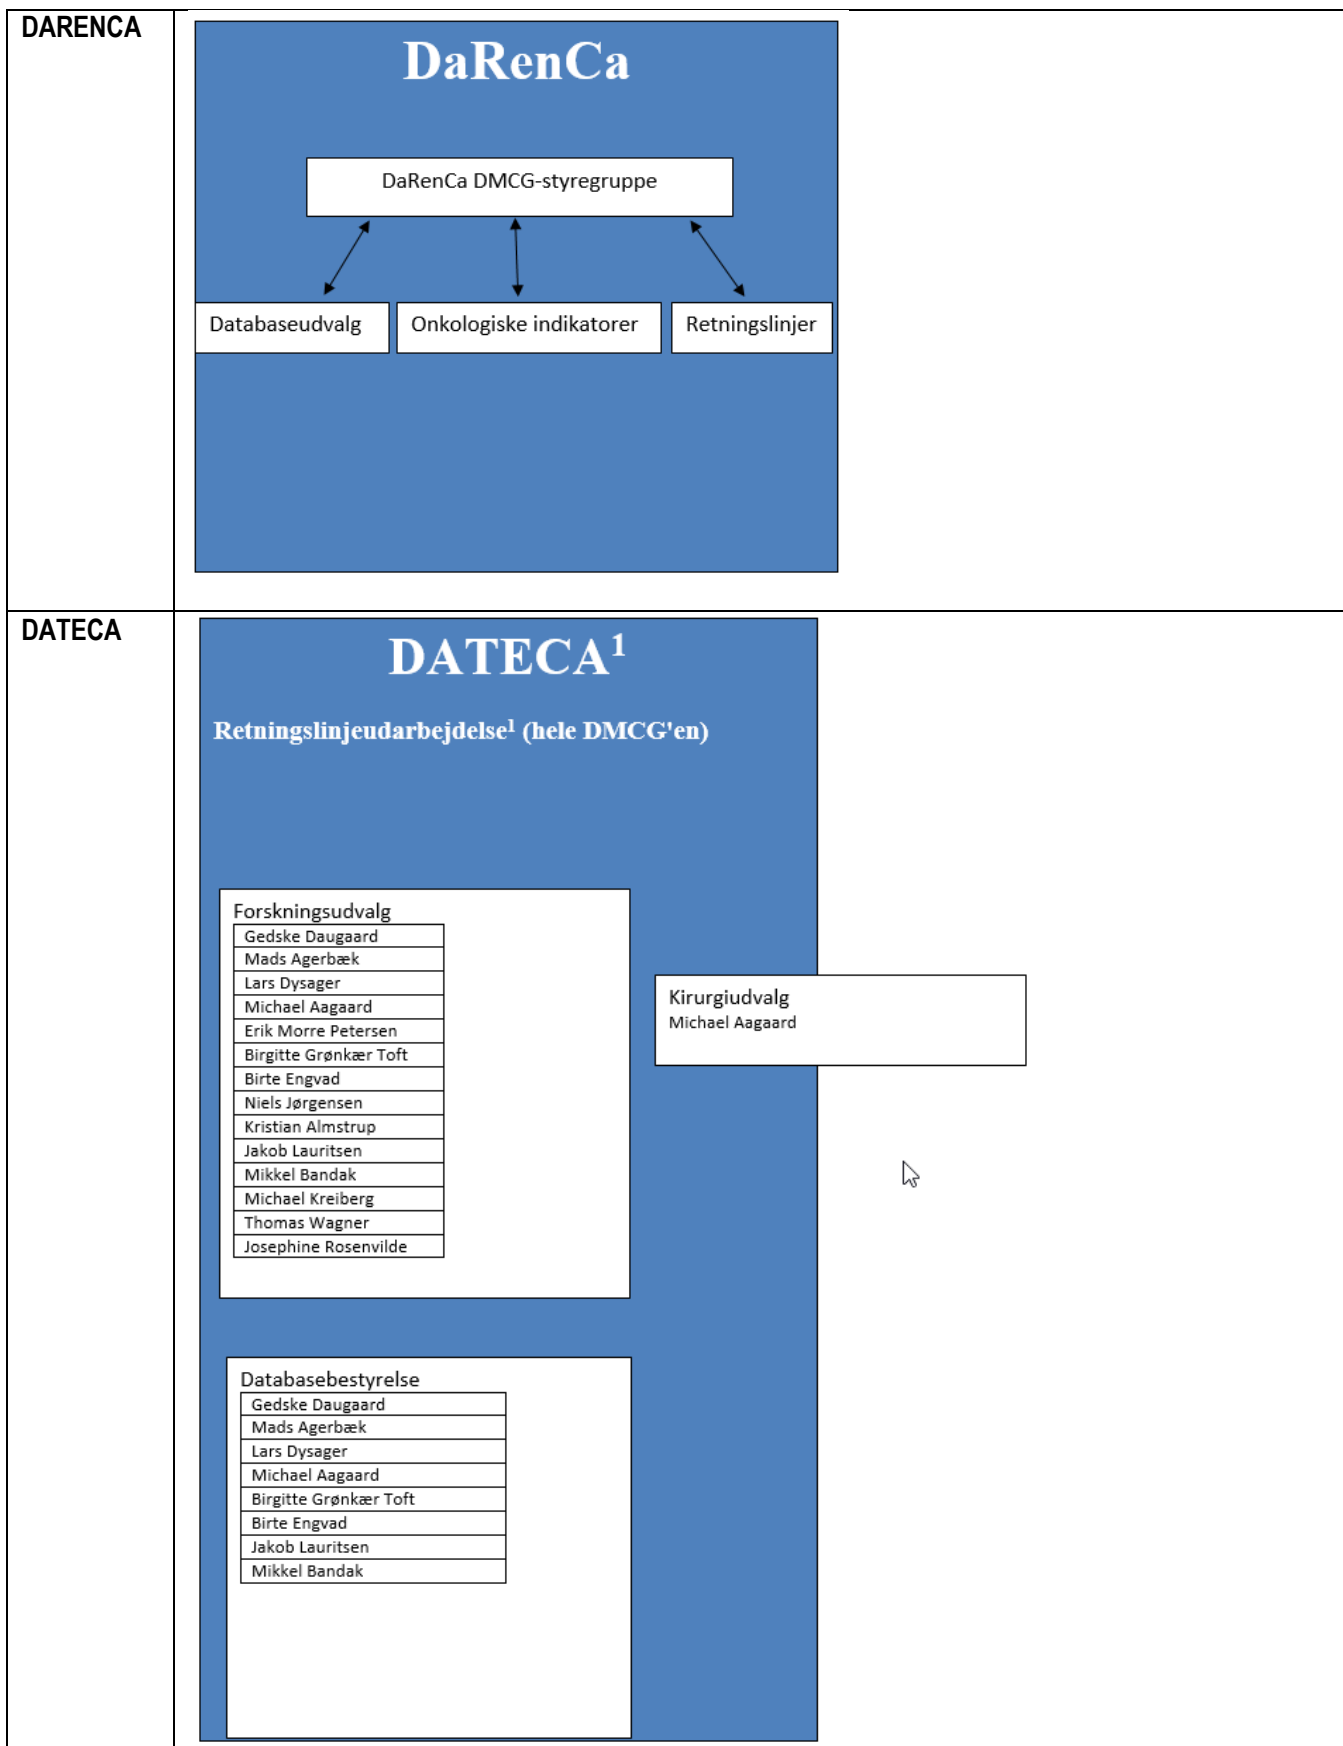 DARENCA
DaRenCa
DaRenCa DMCG-styregruppe
Databaseudvalg
Onkologiske indikatorer
Retningslinjer
DATECA
DATECA¹
Retningslinjeudarbejdelse¹ (hele DMCG'en)
Forskningsudvalg
Gedske Daugaard
Mads Agerbæk
Lars Dysager
Michael Aagaard
Erik Morre Petersen
Birgitte Grønkær Toft
Birte Engvad
Niels Jørgensen
Kristian Almstrup
Jakob Lauritsen
Mikkel Bandak
Michael Kreiberg
Thomas Wagner
Josephine Rosenvilde
Kirurgiudvalg
Michael Aagaard
Databasebestyrelse
Gedske Daugaard
Mads Agerbæk
Lars Dysager
Michael Aagaard
Birgitte Grønkær Toft
Birte Engvad
Jakob Lauritsen
Mikkel Bandak